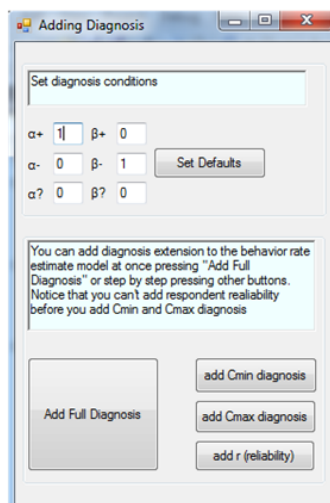 Adding Diagnosis
Set diagnosis conditions
α+ 1 β+ 0
α- 0 β- 1 Set Defaults
α? 0 β? 0
You can add diagnosis extension to the behavior rate
estimate model at once pressing "Add Full
Diagnosis" or step by step pressing other buttons.
Notice that you can't add respondent realiability
before you add Cmin and Cmax diagnosis
add Cmin diagnosis
Add Full Diagnosis
add Cmax diagnosis
add r (reliability)